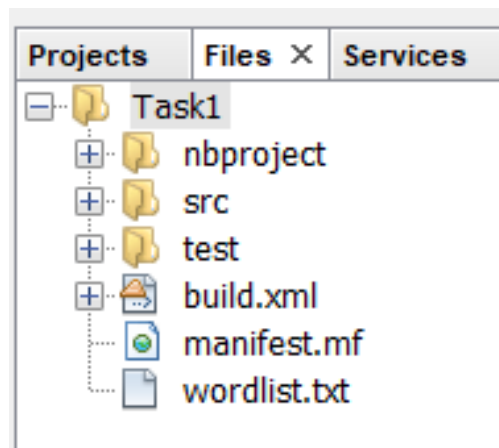 Projects Files × Services
Task1
nbproject
src
test
build.xml
manifest.mf
wordlist.txt